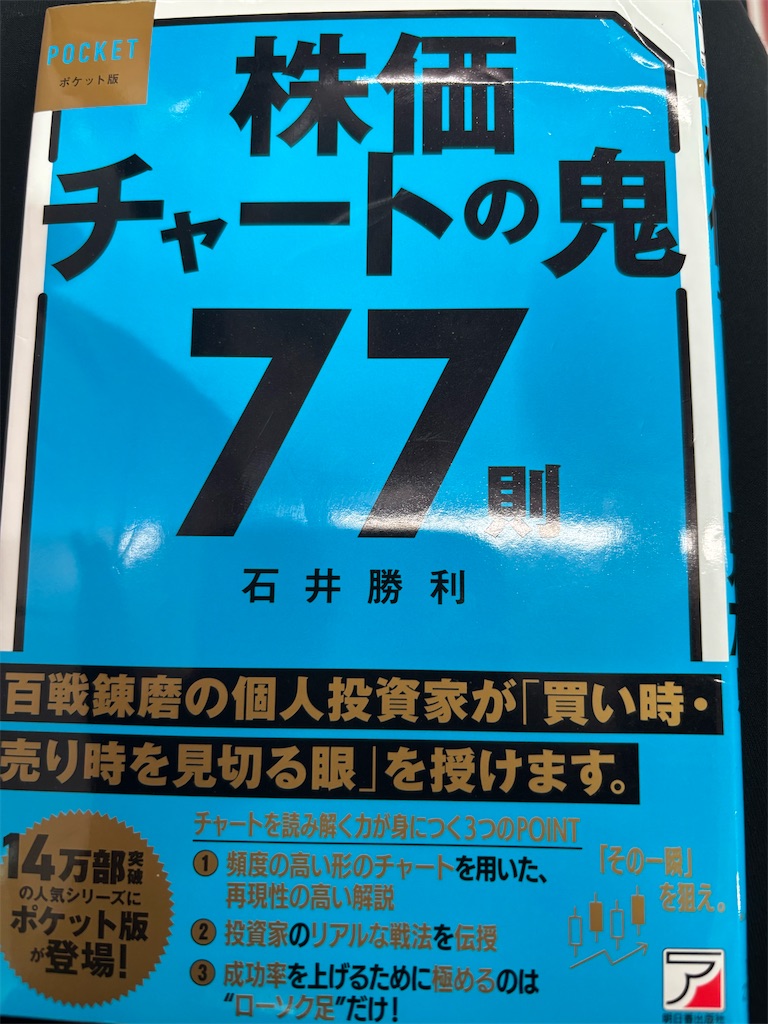 POCKET
ポケット版
株価
チャートの鬼
77則
石井勝利
百戦錬磨の個人投資家が「買い時・
売り時を見切る眼」を授けます。
14万部突破
の人気シリーズに
ポケット版
が登場!
チャートを読み解く力が身につく3つのPOINT
1 頻度の高い形のチャートを用いた、
再現性の高い解説
2 投資家のリアルな戦法を伝授
3 成功率を上げるために極めるのは
“ローソク足”だけ!
「その一瞬」
を狙え。
明日香出版社